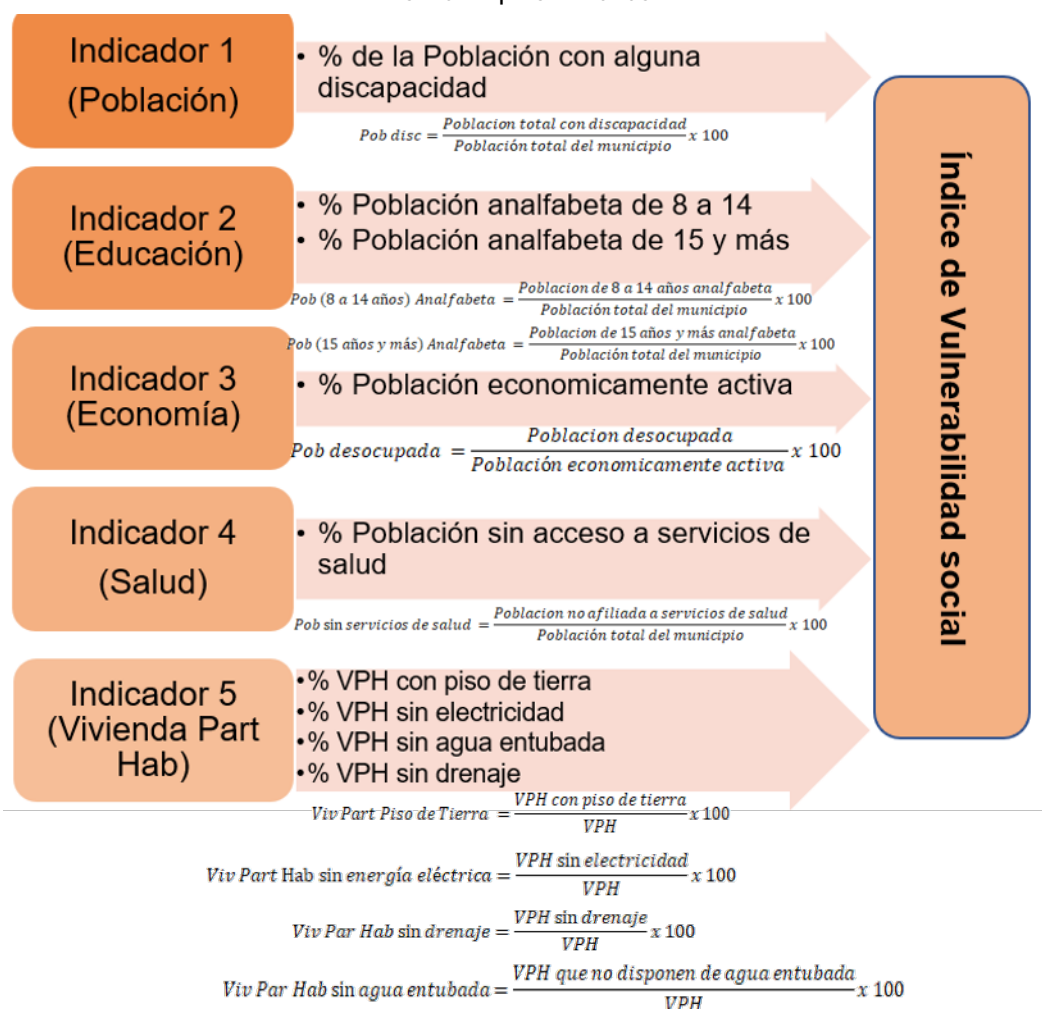 Indicador 1
(Población)
• % de la Población con alguna
discapacidad
Pob disc = Poblacion total con discapacidad / Población total del municipio x 100
Indicador 2
(Educación)
• % Población analfabeta de 8 a 14
• % Población analfabeta de 15 y más
Pob (8 a 14 años) Analfabeta = Poblacion de 8 a 14 años analfabeta / Población total del municipio x 100
Pob (15 años y más) Analfabeta = Poblacion de 15 años y más analfabeta / Población total del municipio x 100
Indicador 3
(Economía)
• % Población economicamente activa
Pob desocupada = Poblacion desocupada / Población economicamente activa x 100
Indicador 4
(Salud)
• % Población sin acceso a servicios de
salud
Pob sin servicios de salud = Poblacion no afiliada a servicios de salud / Población total del municipio x 100
Indicador 5
(Vivienda Part
Hab)
•% VPH con piso de tierra
•% VPH sin electricidad
•% VPH sin agua entubada
•% VPH sin drenaje
Viv Part Piso de Tierra = VPH con piso de tierra / VPH x 100
Viv Part Hab sin energía eléctrica = VPH sin electricidad / VPH x 100
Viv Par Hab sin drenaje = VPH sin drenaje / VPH x 100
Viv Par Hab sin agua entubada = VPH que no disponen de agua entubada / VPH x 100
Índice de Vulnerabilidad social